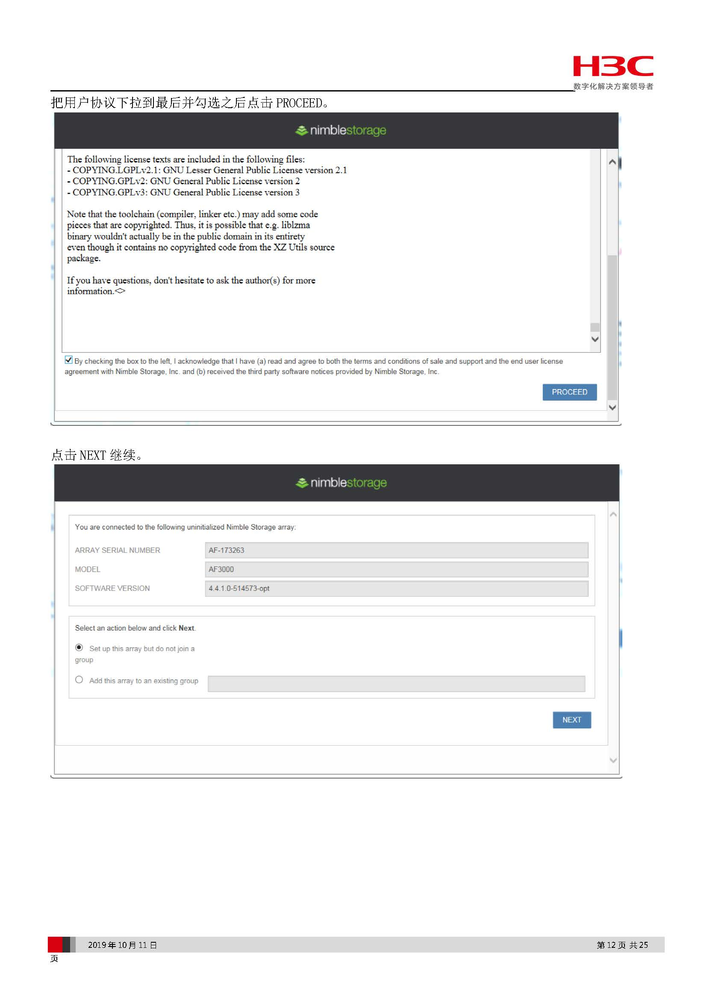 H3C
数字化解决方案领导者
把用户协议下拉到最后并勾选之后点击 PROCEED。
nimblestorage
The following license texts are included in the following files:
- COPYING.LGPLv2.1: GNU Lesser General Public License version 2.1
- COPYING.GPLv2: GNU General Public License version 2
- COPYING.GPLv3: GNU General Public License version 3
Note that the toolchain (compiler, linker etc.) may add some code
pieces that are copyrighted. Thus, it is possible that e.g. liblzma
binary wouldn't actually be in the public domain in its entirety
even though it contains no copyrighted code from the XZ Utils source
package.
If you have questions, don't hesitate to ask the author(s) for more
information.<>
By checking the box to the left, I acknowledge that I have (a) read and agree to both the terms and conditions of sale and support and the end user license
agreement with Nimble Storage, Inc. and (b) received the third party software notices provided by Nimble Storage, Inc.
PROCEED
点击 NEXT 继续。
nimblestorage
You are connected to the following uninitialized Nimble Storage array:
ARRAY SERIAL NUMBER AF-173263
MODEL AF3000
SOFTWARE VERSION 4.4.1.0-514573-opt
Select an action below and click Next.
Set up this array but do not join a
group
Add this array to an existing group
NEXT
2019年10月11日 第12页 共25
页